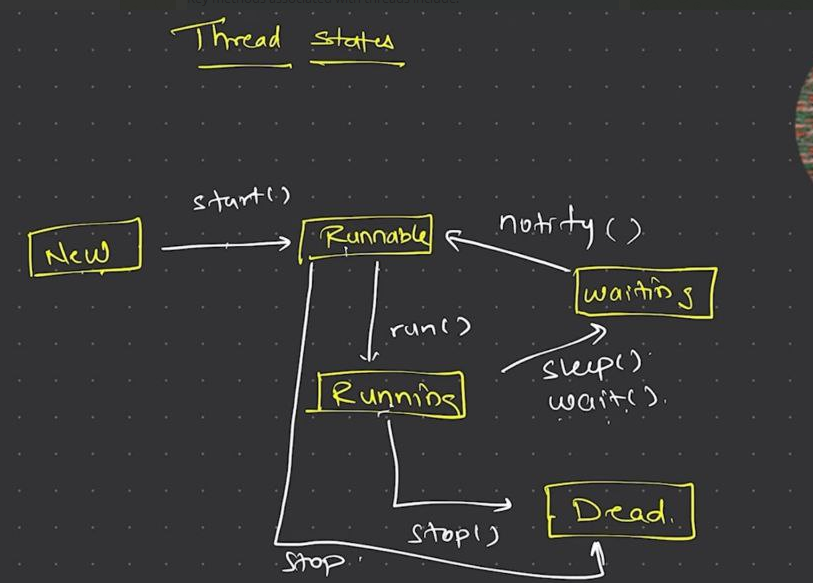 Thread States
start()
New
Runnable
notify()
waiting
run()
sleep()
wait().
Running
Dead.
stop()
stop